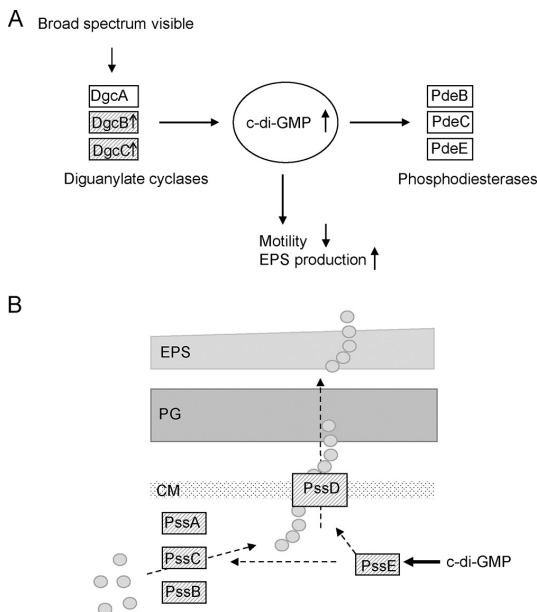 A
Broad spectrum visible
DgcA
DgcB↑
DgcC↑
Diguanylate cyclases
c-di-GMP ↑
PdeB
PdeC
PdeE
Phosphodiesterases
Motility ↓
EPS production ↑
B
EPS
PG
CM
PssD
PssA
PssC
PssB
PssE
c-di-GMP